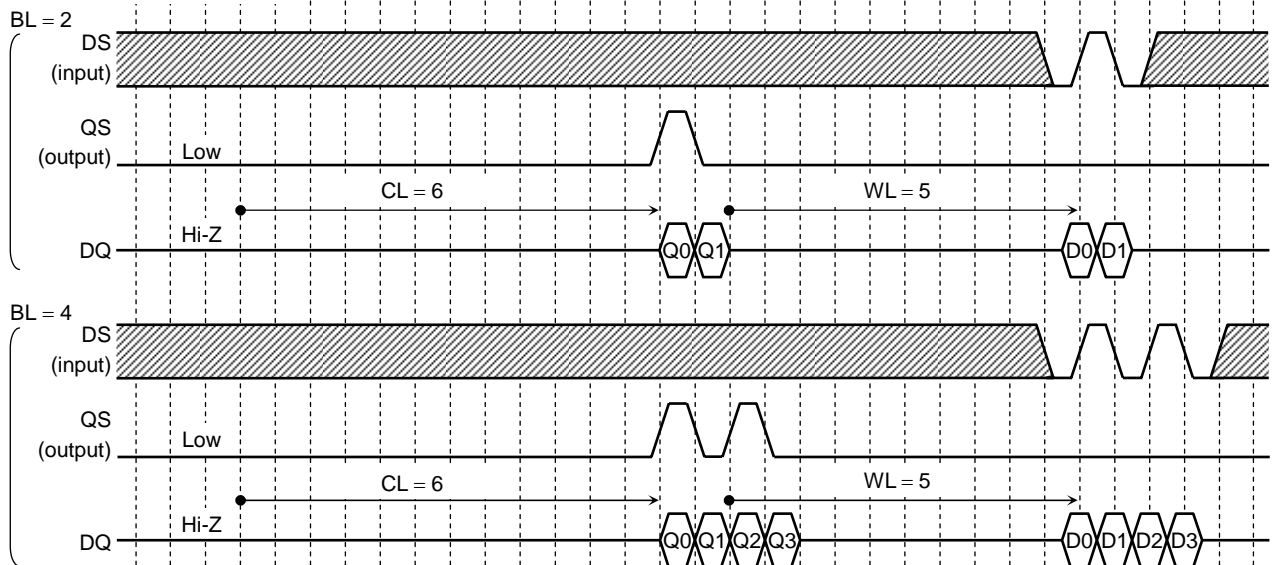 BL = 2
DS
(input)
QS
(output)
Low
CL = 6
WL = 5
Hi-Z
DQ
Q0 Q1
D0 D1
BL = 4
DS
(input)
QS
(output)
Low
CL = 6
WL = 5
Hi-Z
DQ
Q0 Q1 Q2 Q3
D0 D1 D2 D3